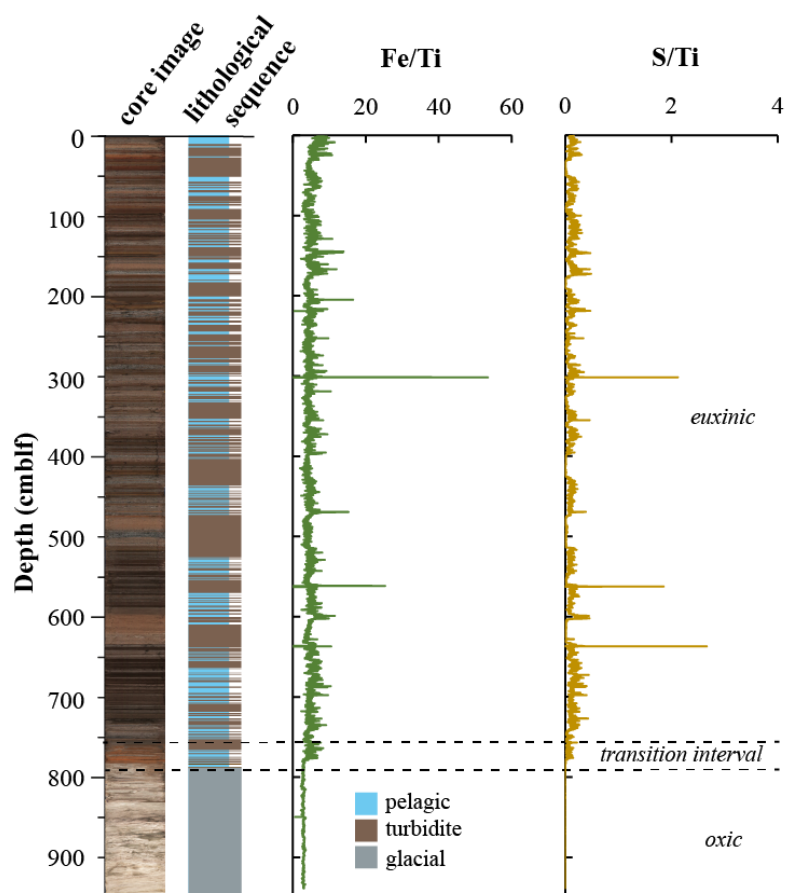 core image
lithological
sequence
Fe/Ti
S/Ti
0 20 40 60
0 2 4
Depth (cmblf)
0
100
200
300
400
500
600
700
800
900
euxinic
transition interval
oxic
pelagic
turbidite
glacial